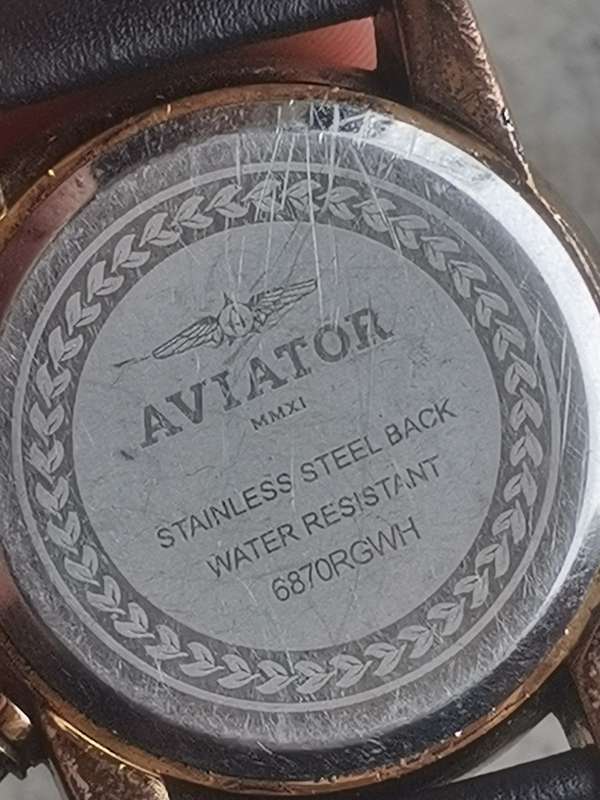 AVIATOR
MMXI
STAINLESS STEEL BACK
WATER RESISTANT
6870RGWH